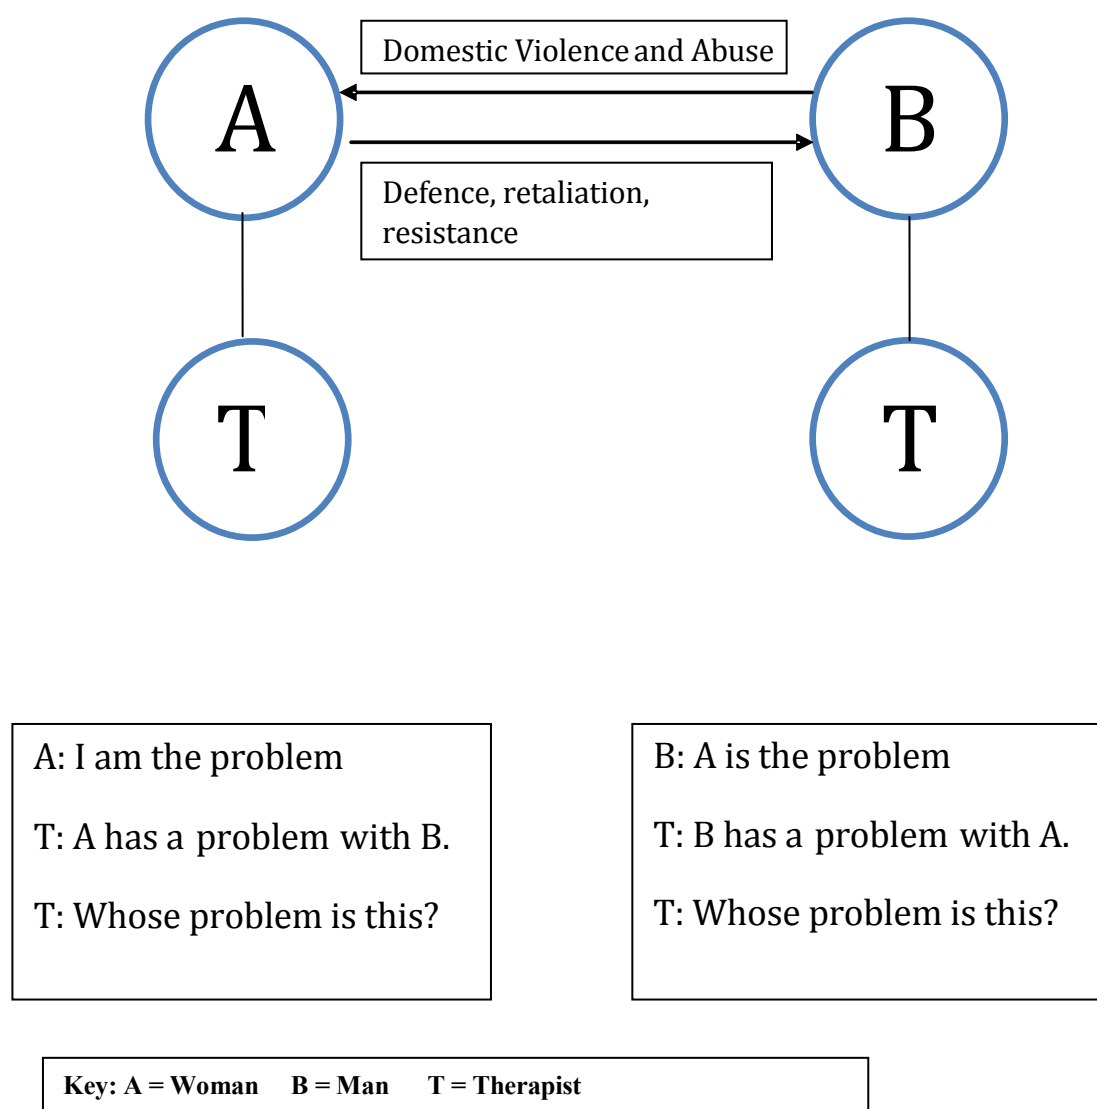 Domestic Violence and Abuse
A
B
Defence, retaliation,
resistance
T
T
A: I am the problem
T: A has a problem with B.
T: Whose problem is this?
B: A is the problem
T: B has a problem with A.
T: Whose problem is this?
Key: A = Woman B = Man T = Therapist